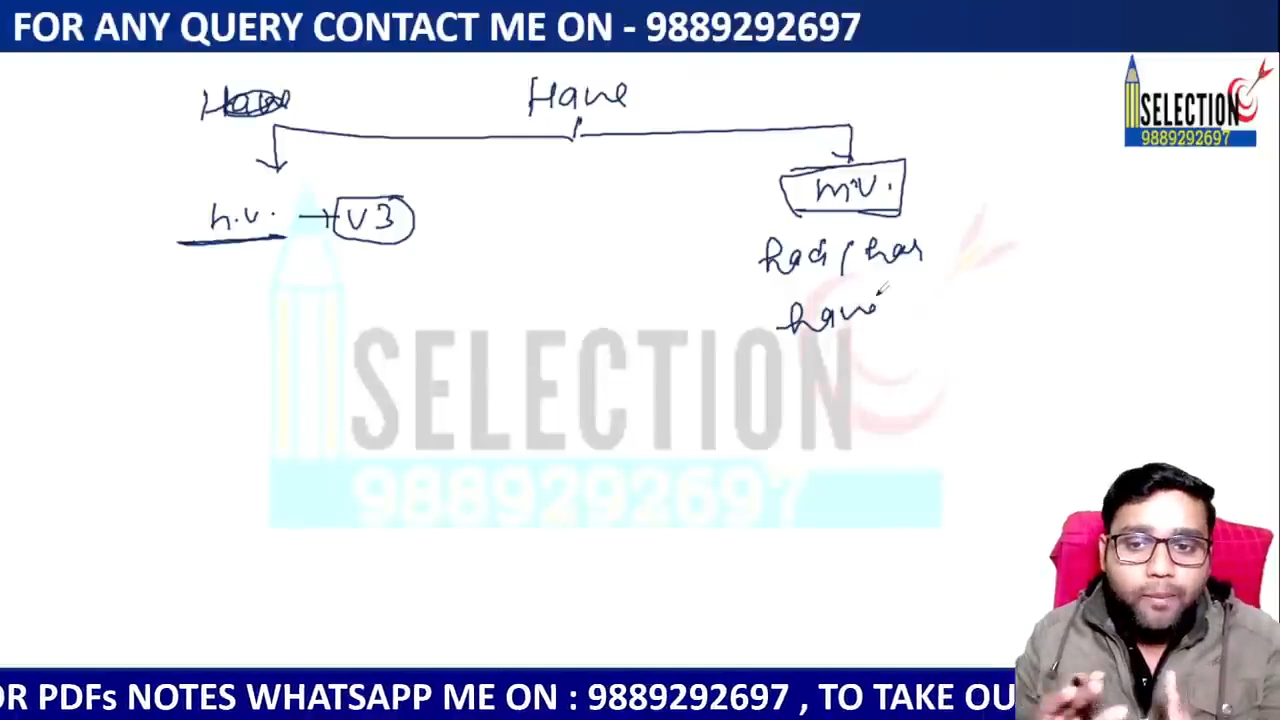 FOR ANY QUERY CONTACT ME ON - 9889292697
SELECTION
9889292697
Have
h.v. → V3
m.v.
had / has
have
SELECTION
9889292697
OR PDFs NOTES WHATSAPP ME ON : 9889292697 , TO TAKE OU